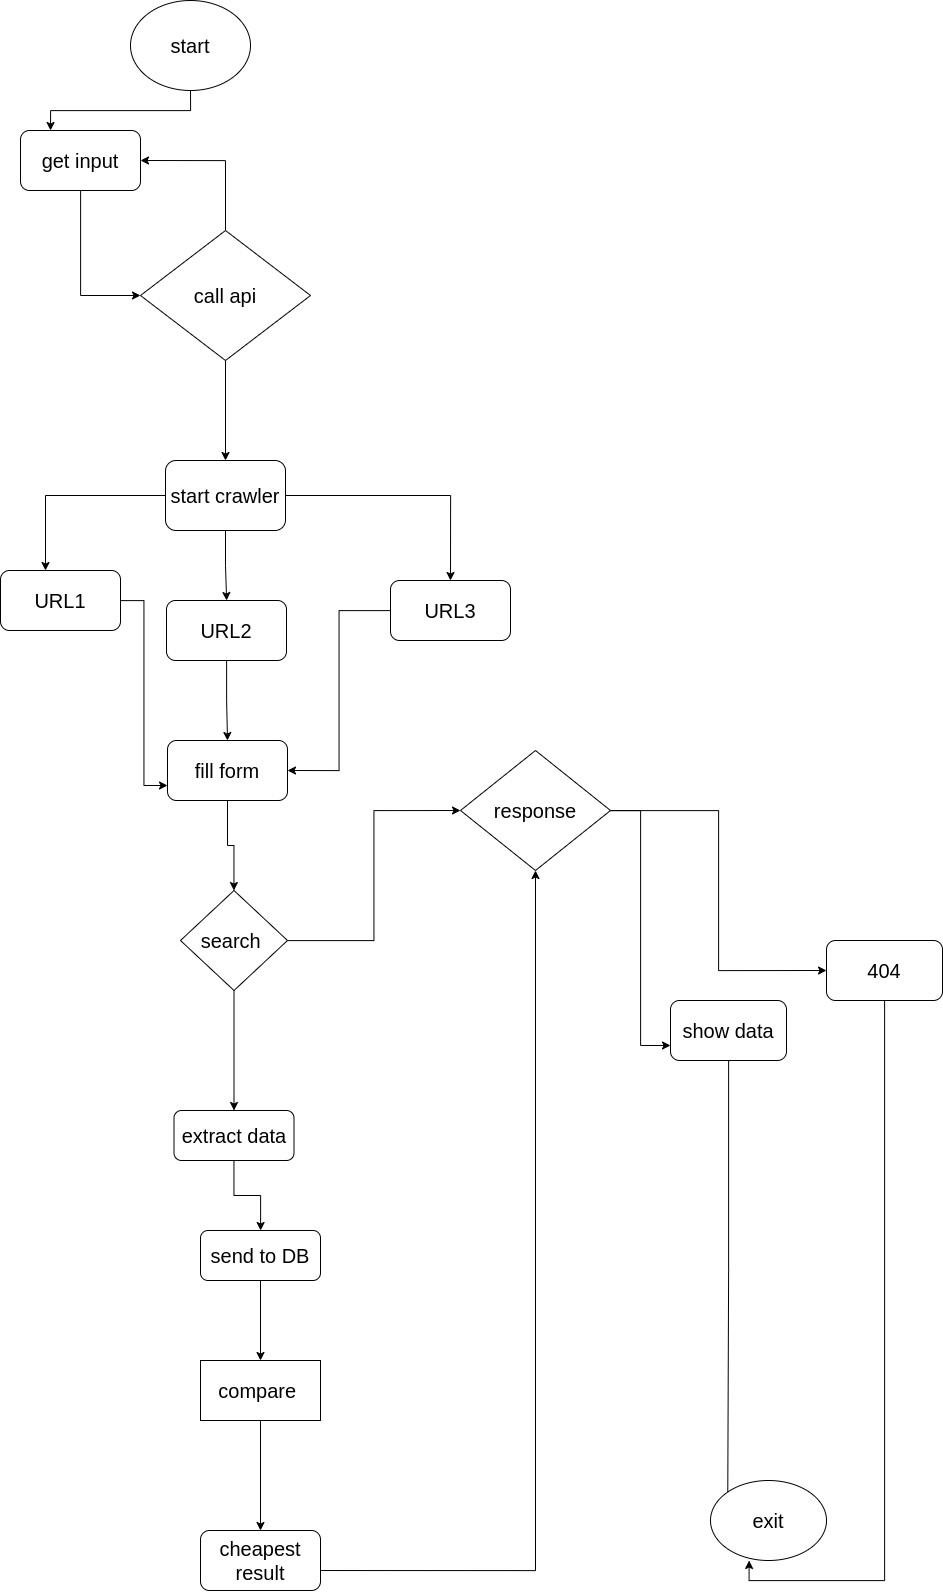 start
get input
call api
start crawler
URL1
URL2
URL3
fill form
response
search
404
show data
extract data
send to DB
compare
exit
cheapest
result